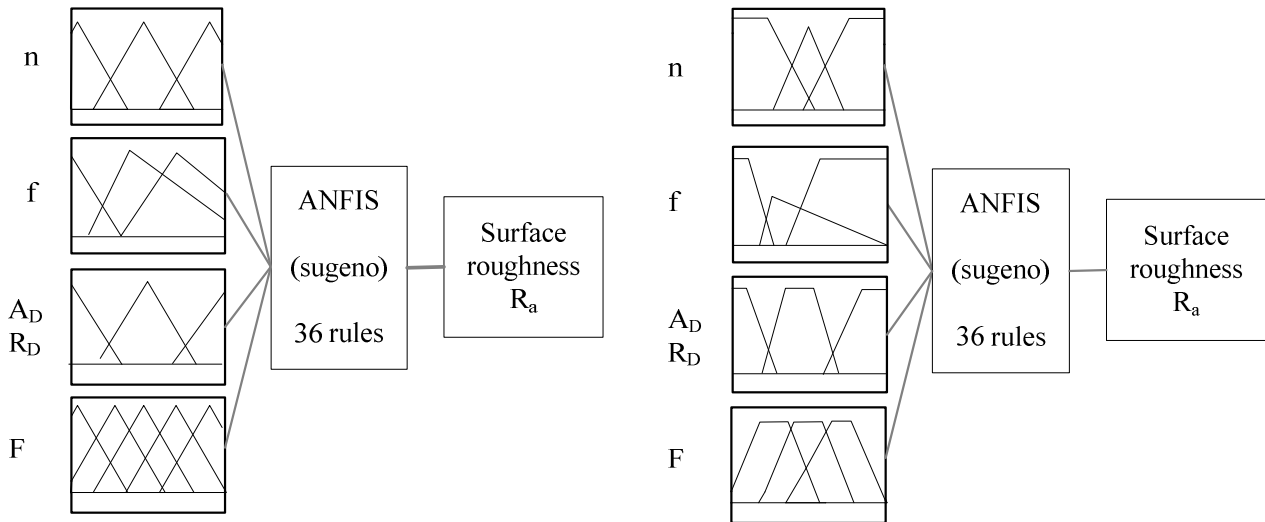 n
f
A_D
R_D
F
ANFIS
(sugeno)
36 rules
Surface
roughness
R_a
n
f
A_D
R_D
F
ANFIS
(sugeno)
36 rules
Surface
roughness
R_a